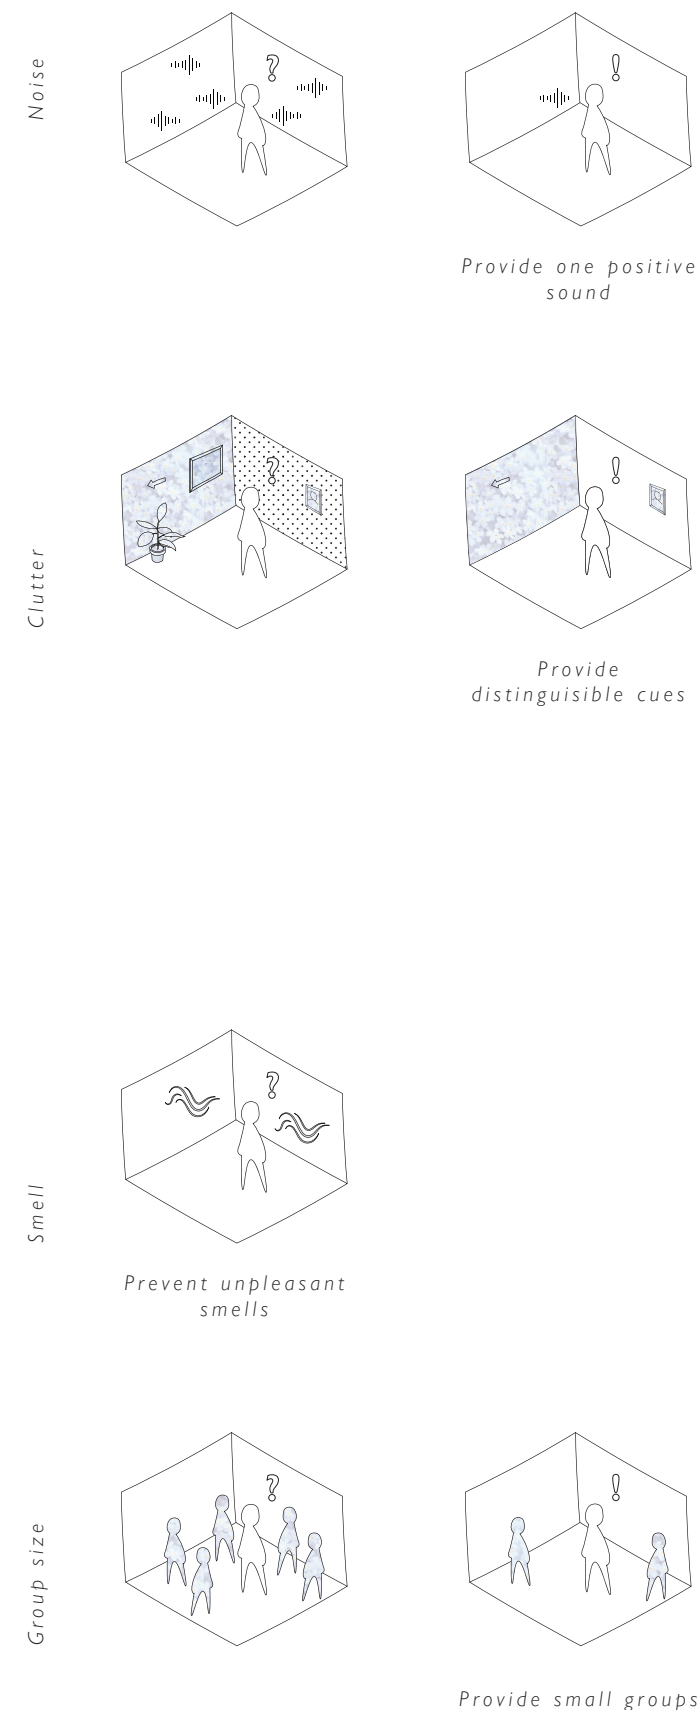 Noise
?
!
Provide one positive
sound
Clutter
?
!
Provide
distinguisible cues
Smell
?
Prevent unpleasant
smells
Group size
?
!
Provide small groups